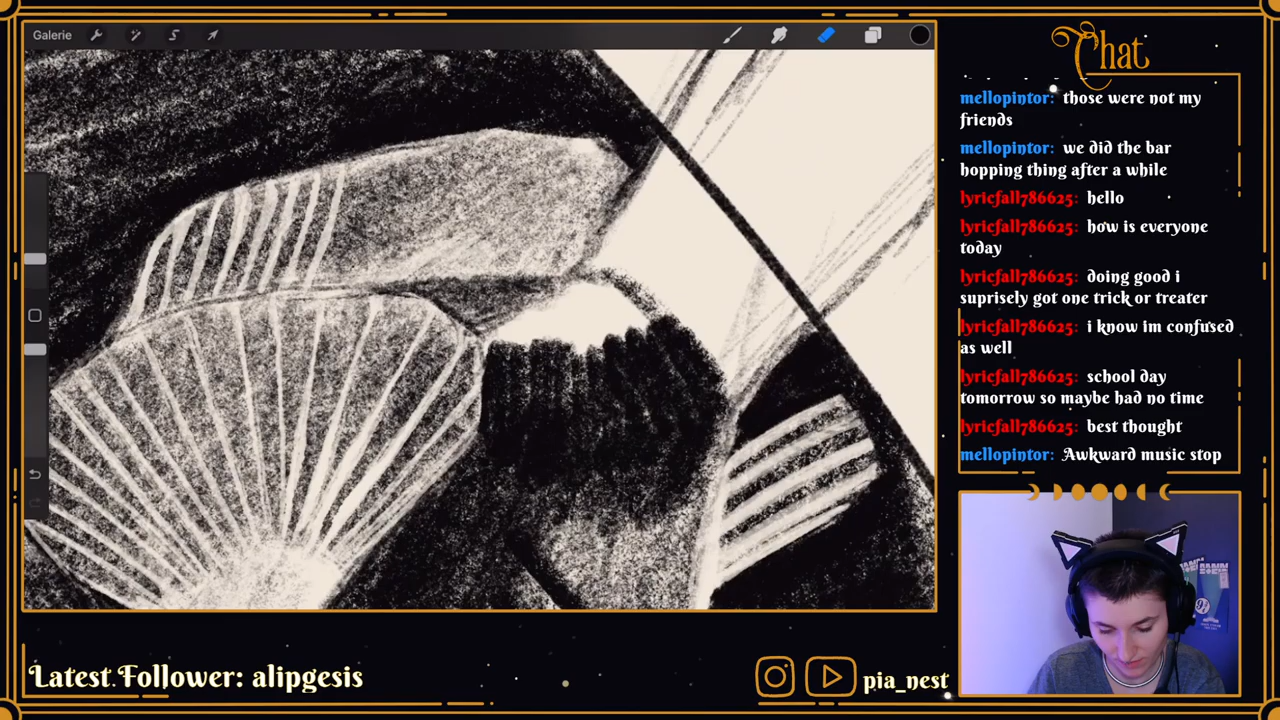 Galerie
Chat
mellopintor: those were not my
friends
mellopintor: we did the bar
hopping thing after a while
lyricfall786625: hello
lyricfall786625: how is everyone
today
lyricfall786625: doing good i
suprisely got one trick or treater
lyricfall786625: i know im confused
as well
lyricfall786625: school day
tomorrow so maybe had no time
lyricfall786625: best thought
mellopintor: Awkward music stop
Latest Follower: alipgesis
pia_nest